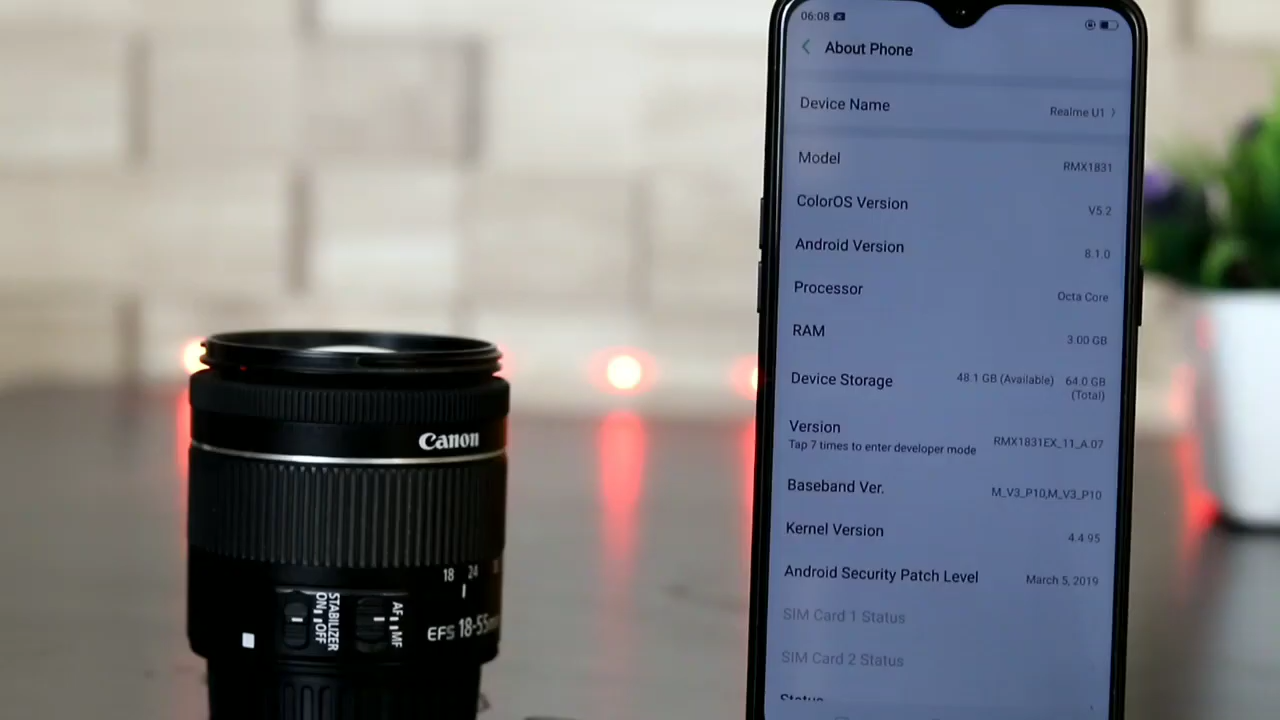 06:08
About Phone
Device Name Realme U1
Model RMX1831
ColorOS Version V5.2
Android Version 8.1.0
Processor Octa Core
RAM 3.00 GB
Device Storage 48.1 GB (Available) 64.0 GB (Total)
Version RMX1831EX_11_A.07
Tap 7 times to enter developer mode
Baseband Ver. M_V3_P10,M_V3_P10
Kernel Version 4.4.95
Android Security Patch Level March 5, 2019
SIM Card 1 Status
SIM Card 2 Status
Status
Canon
18 24
STABILIZER
ON OFF
AF MF
EFS 18-55m